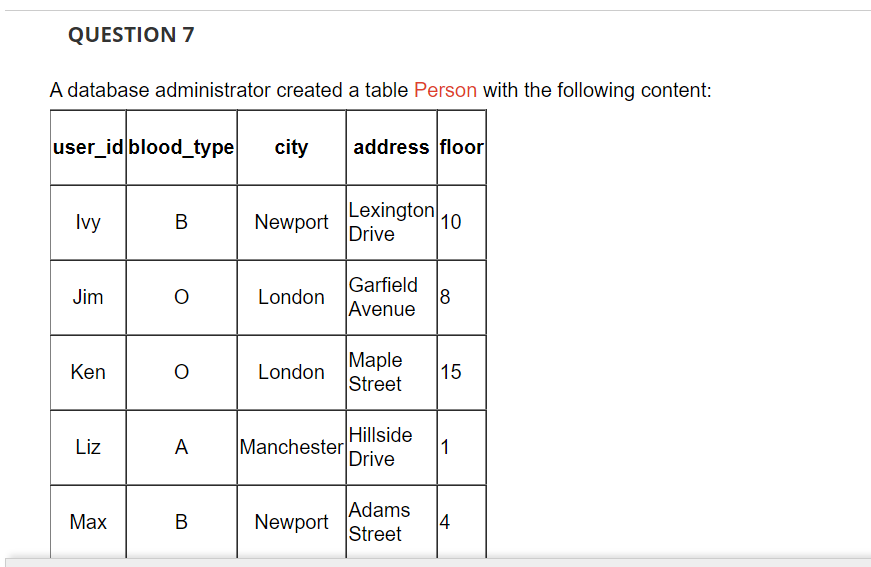 QUESTION 7
A database administrator created a table Person with the following content:
user_id blood_type city address floor
Ivy B Newport Lexington Drive 10
Jim O London Garfield Avenue 8
Ken O London Maple Street 15
Liz A Manchester Hillside Drive 1
Max B Newport Adams Street 4